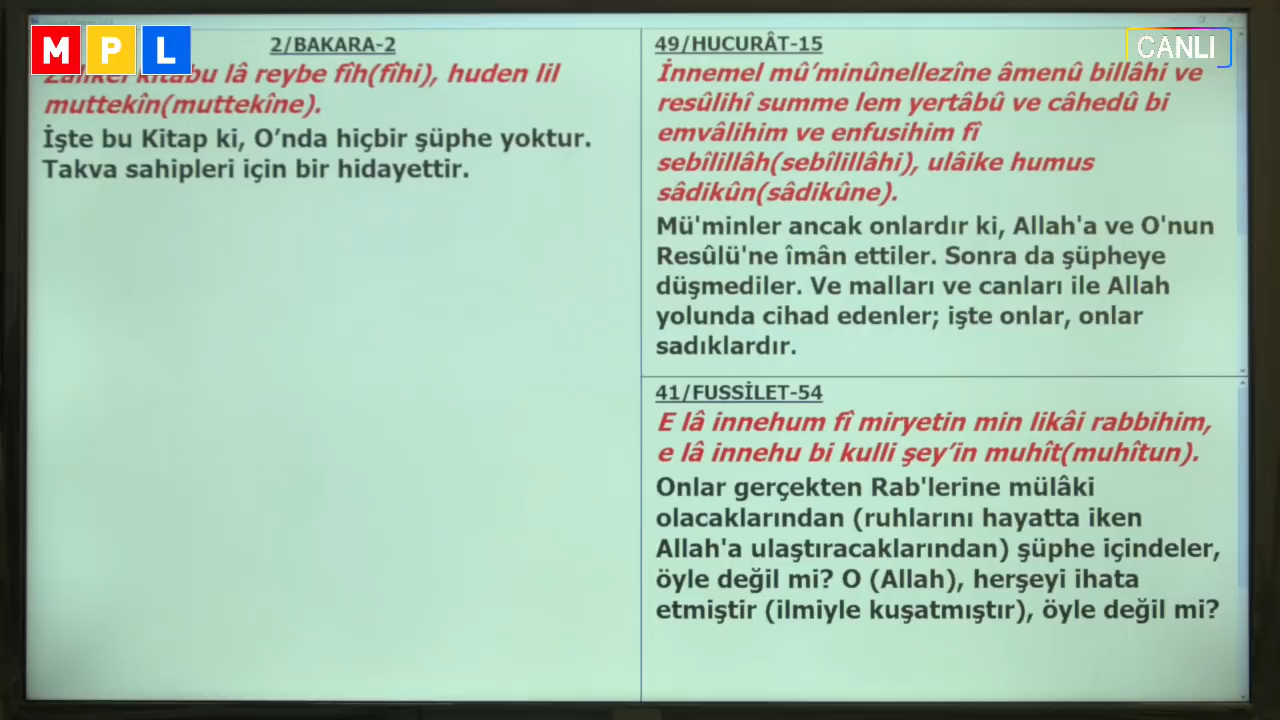 MPL
CANLI
2/BAKARA-2
kitâbu lâ reybe fîh(fîhi), huden lil
muttekîn(muttekîne).
İşte bu Kitap ki, O’nda hiçbir şüphe yoktur.
Takva sahipleri için bir hidayettir.
49/HUCURÂT-15
İnnemel mû’minûnellezîne âmenû billâhi ve
resûlihî summe lem yertâbû ve câhedû bi
emvâlihim ve enfusihim fî
sebîlillâh(sebîlillâhi), ulâike humus
sâdikûn(sâdikûne).
Mü'minler ancak onlardır ki, Allah'a ve O'nun
Resûlü'ne îmân ettiler. Sonra da şüpheye
düşmediler. Ve malları ve canları ile Allah
yolunda cihad edenler; işte onlar, onlar
sadıklardır.
41/FUSSİLET-54
E lâ innehum fî miryetin min likâi rabbihim,
e lâ innehu bi kulli şey’in muhît(muhîtun).
Onlar gerçekten Rab'lerine mülâki
olacaklarından (ruhlarını hayatta iken
Allah'a ulaştıracaklarından) şüphe içindeler,
öyle değil mi? O (Allah), herşeyi ihata
etmiştir (ilmiyle kuşatmıştır), öyle değil mi?